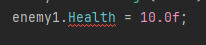 enemy1.Health = 10.0f;